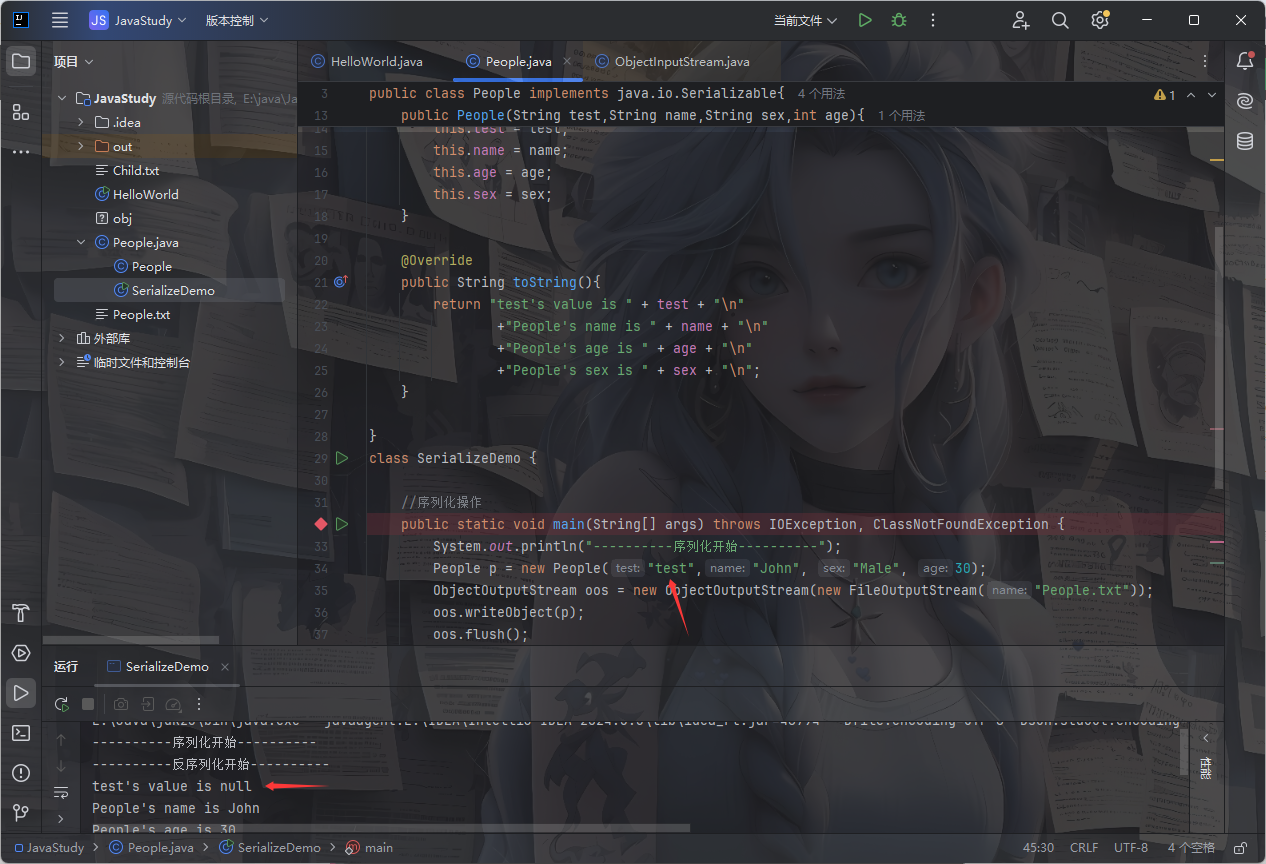 JS JavaStudy 版本控制 当前文件
项目
JavaStudy 源代码根目录, E:\java\Ja
.idea
out
Child.txt
HelloWorld
obj
People.java
People
SerializeDemo
People.txt
外部库
临时文件和控制台
HelloWorld.java People.java ObjectInputStream.java
3 public class People implements java.io.Serializable{ 4 个用法
1
13 public People(String test,String name,String sex,int age){ 1 个用法
14 this.test = test;
15 this.name = name;
16 this.age = age;
17 this.sex = sex;
18 }
19
20 @Override
21 public String toString(){
22 return "test's value is " + test + "\n"
23 +"People's name is " + name + "\n"
24 +"People's age is " + age + "\n"
25 +"People's sex is " + sex + "\n";
26 }
27
28 }
29 class SerializeDemo {
30
31 //序列化操作
public static void main(String[] args) throws IOException, ClassNotFoundException {
33 System.out.println("----------序列化开始----------");
34 People p = new People( test: "test", name: "John", sex: "Male", age: 30);
35 ObjectOutputStream oos = new ObjectOutputStream(new FileOutputStream( name: "People.txt"));
36 oos.writeObject(p);
37 oos.flush();
运行 SerializeDemo
----------序列化开始----------
----------反序列化开始----------
test's value is null
People's name is John
People's age is 30
性能
JavaStudy People.java SerializeDemo main 45:30 CRLF UTF-8 4 个空格